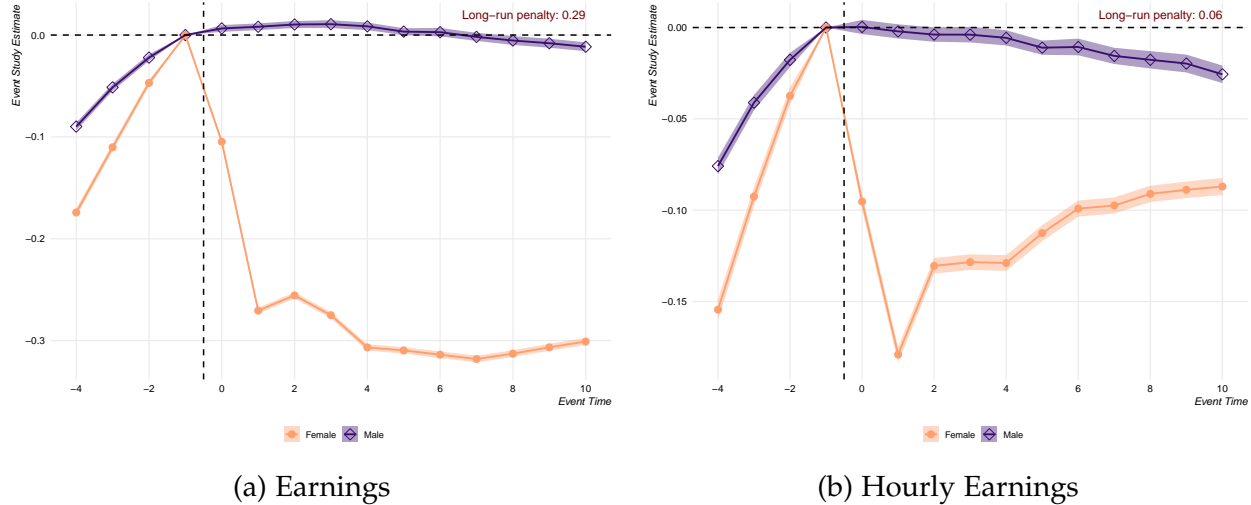 Long−run penalty: 0.29
Event Study Estimate
0.0
−0.1
−0.2
−0.3
−4
−2
0
2
4
6
8
10
Event Time
Female
Male
(a) Earnings
Long−run penalty: 0.06
Event Study Estimate
0.00
−0.05
−0.10
−0.15
−4
−2
0
2
4
6
8
10
Event Time
Female
Male
(b) Hourly Earnings